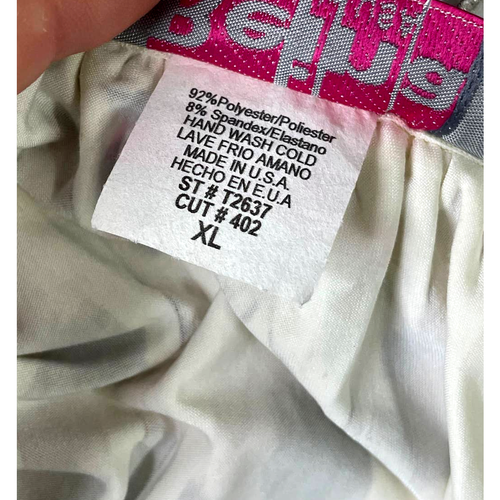 92%Polyester/Poliester
8% Spandex/Elastano
HAND WASH COLD
LAVE FRIO AMANO
MADE IN U.S.A.
HECHO EN E.U.A
ST # T2637
CUT # 402
XL